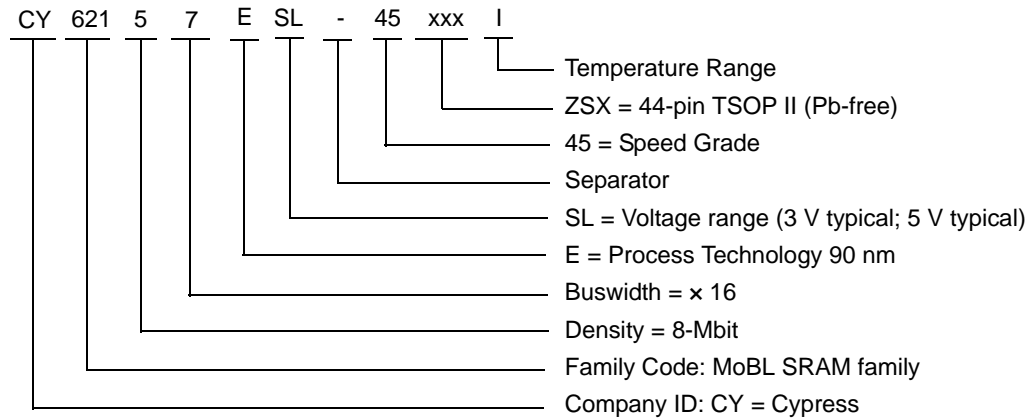 CY 621 5 7 E SL - 45 xxx I
Temperature Range
ZSX = 44-pin TSOP II (Pb-free)
45 = Speed Grade
Separator
SL = Voltage range (3 V typical; 5 V typical)
E = Process Technology 90 nm
Buswidth = × 16
Density = 8-Mbit
Family Code: MoBL SRAM family
Company ID: CY = Cypress